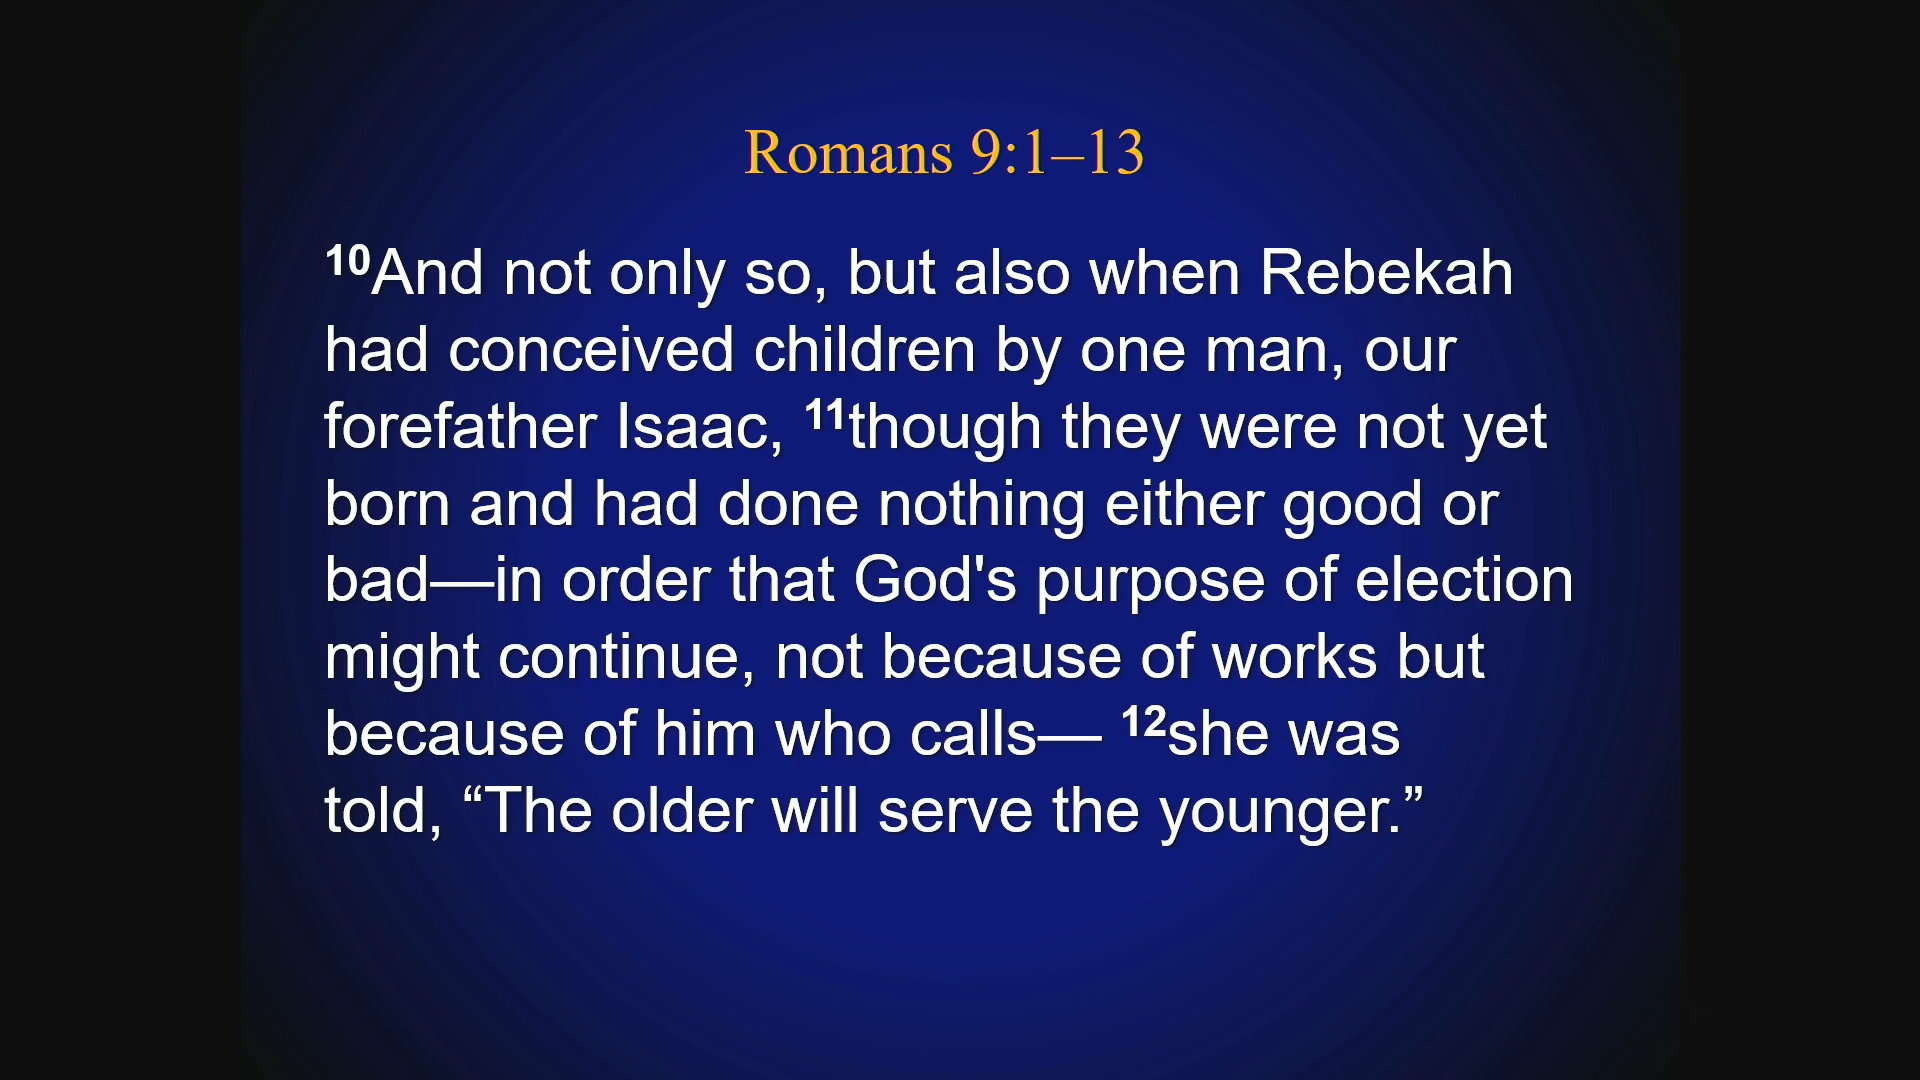 Romans 9:1–13
10And not only so, but also when Rebekah
had conceived children by one man, our
forefather Isaac, 11though they were not yet
born and had done nothing either good or
bad—in order that God's purpose of election
might continue, not because of works but
because of him who calls— 12she was
told, “The older will serve the younger.”